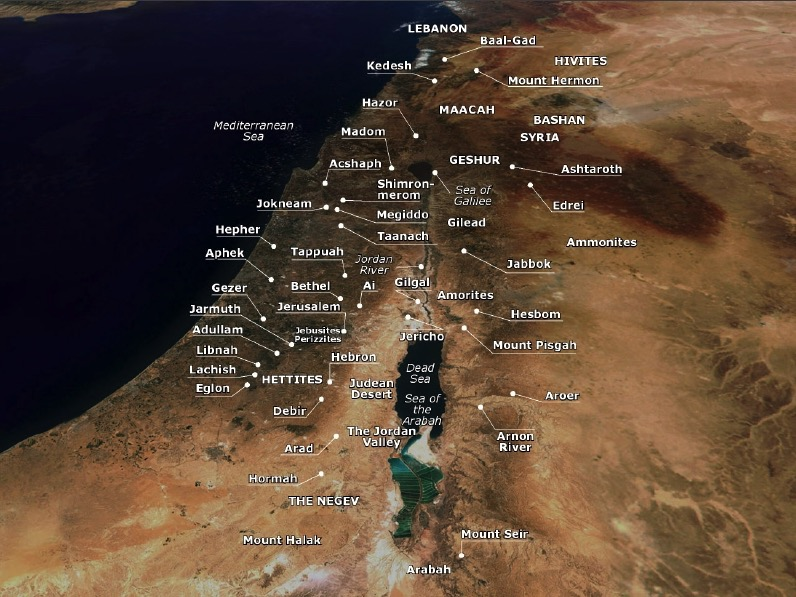 LEBANON
Baal-Gad
HIVITES
Kedesh
Mount Hermon
Hazor
MAACAH
BASHAN
Mediterranean
Sea
Madom
SYRIA
GESHUR
Acshaph
Ashtaroth
Shimron-
merom
Sea of
Galilee
Jokneam
Edrei
Megiddo
Gilead
Hepher
Taanach
Ammonites
Aphek
Tappuah
Jordan
River
Jabbok
Gezer
Bethel
Ai
Gilgal
Amorites
Jarmuth
Jerusalem
Hesbom
Adullam
Jebusites
Perizzites
Jericho
Mount Pisgah
Libnah
Hebron
Lachish
HETTITES
Dead
Sea
Eglon
Judean
Desert
Aroer
Sea of
the
Arabah
Debir
The Jordan
Valley
Arnon
River
Arad
Hormah
THE NEGEV
Mount Halak
Mount Seir
Arabah